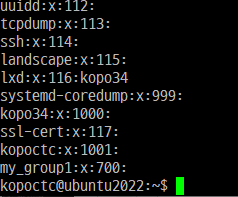 uuidd:x:112:
tcpdump:x:113:
ssh:x:114:
landscape:x:115:
lxd:x:116:kopo34
systemd-coredump:x:999:
kopo34:x:1000:
ssl-cert:x:117:
kopoctc:x:1001:
my_group1:x:700:
kopoctc@ubuntu2022:~$